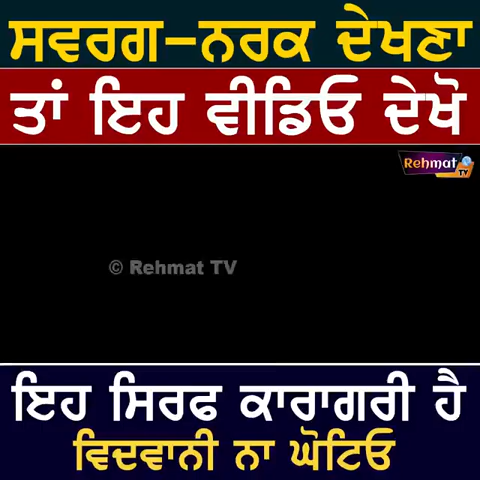 ਸਵਰਗ-ਨਰਕ ਦੇਖਣਾ
ਤਾਂ ਇਹ ਵੀਡਿਓ ਦੇਖੋ
Rehmat
TV
© Rehmat TV
ਇਹ ਸਿਰਫ ਕਾਰਾਗਰੀ ਹੈ
ਵਿਦਵਾਨੀ ਨਾ ਘੋਟਿਓ